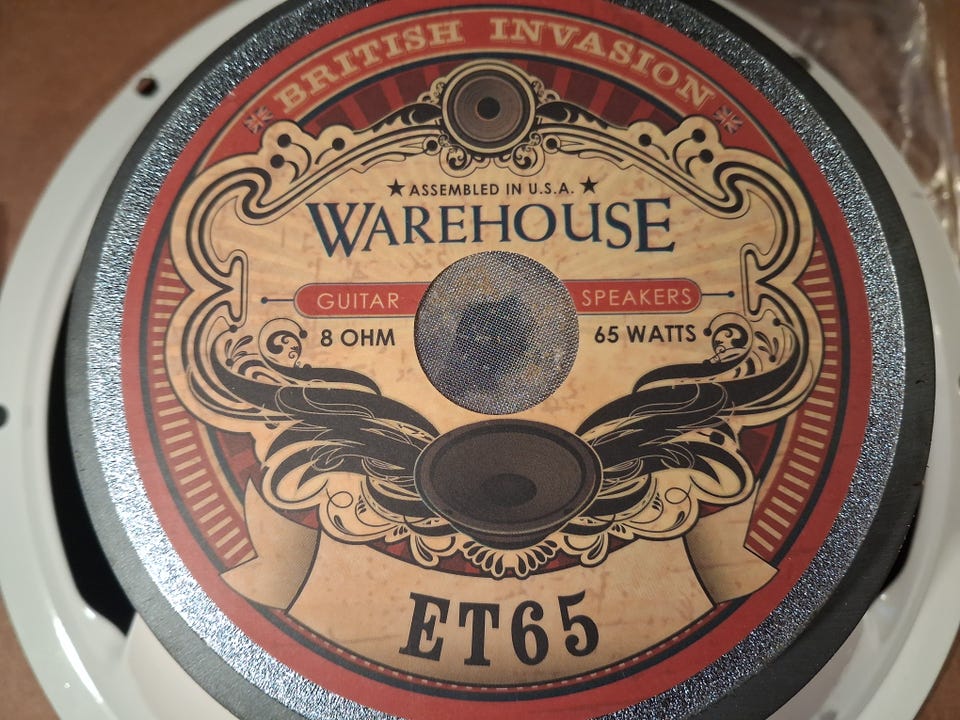 BRITISH INVASION
★ASSEMBLED IN U.S.A.★
WAREHOUSE
GUITAR SPEAKERS
8 OHM 65 WATTS
ET65